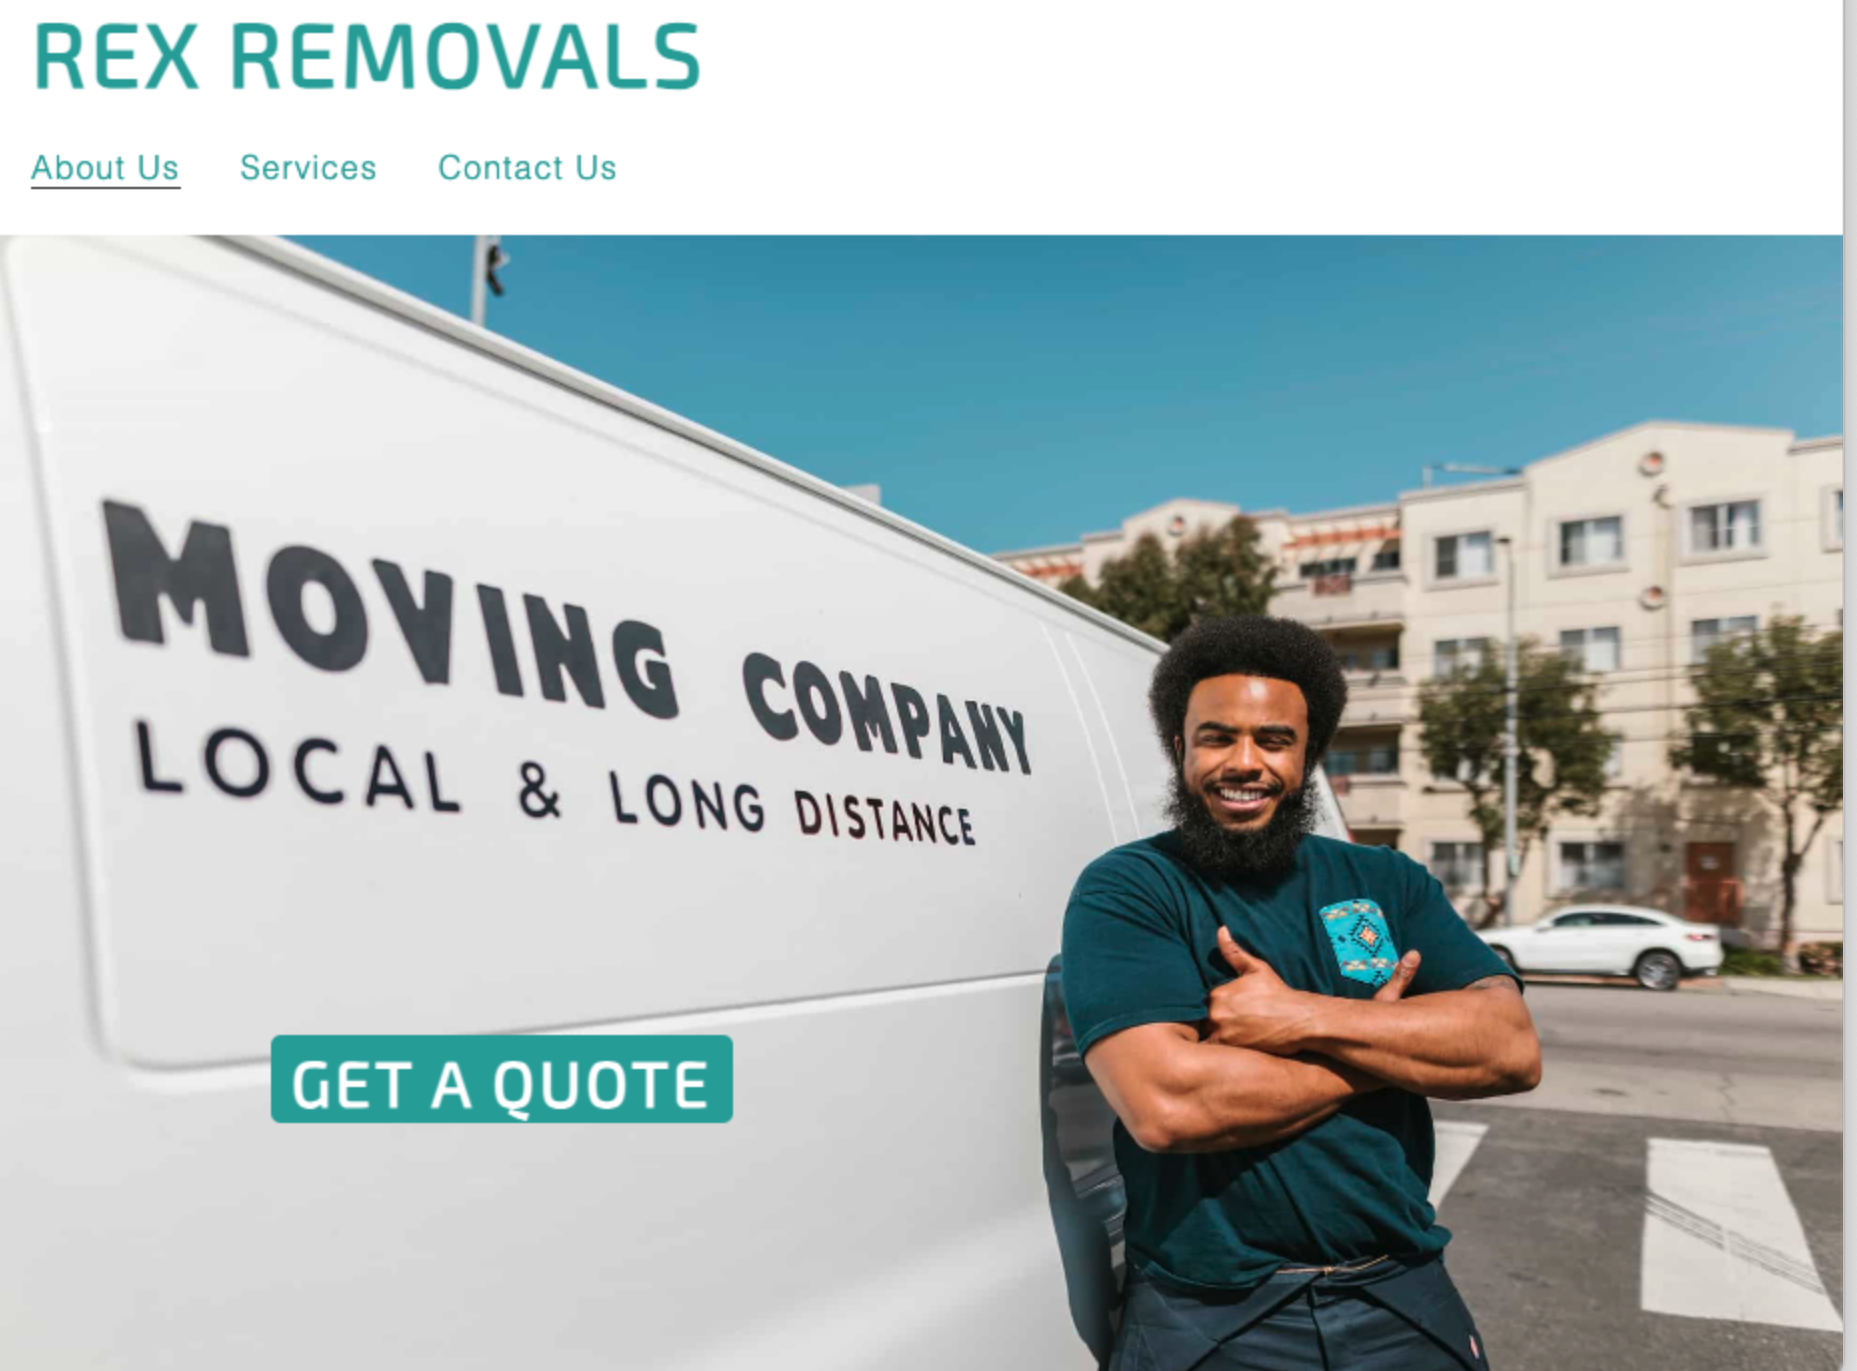 REX REMOVALS
About Us Services Contact Us
MOVING COMPANY
LOCAL & LONG DISTANCE
GET A QUOTE